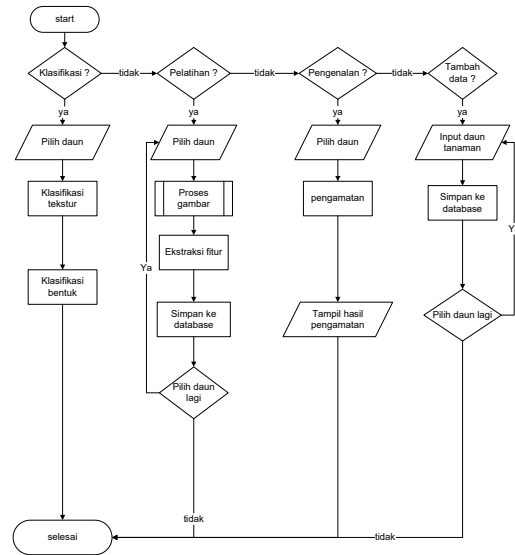 start
Klasifikasi ?
tidak
Pelatihan ?
tidak
Pengenalan ?
tidak
Tambah
data ?
ya
ya
ya
ya
Pilih daun
Pilih daun
Pilih daun
Input daun
tanaman
Klasifikasi
tekstur
Proses
gambar
pengamatan
Simpan ke
database
Y
Ekstraksi fitur
Ya
Klasifikasi
bentuk
Simpan ke
database
Tampil hasil
pengamatan
Pilih daun lagi
Pilih daun
lagi
tidak
selesai
tidak